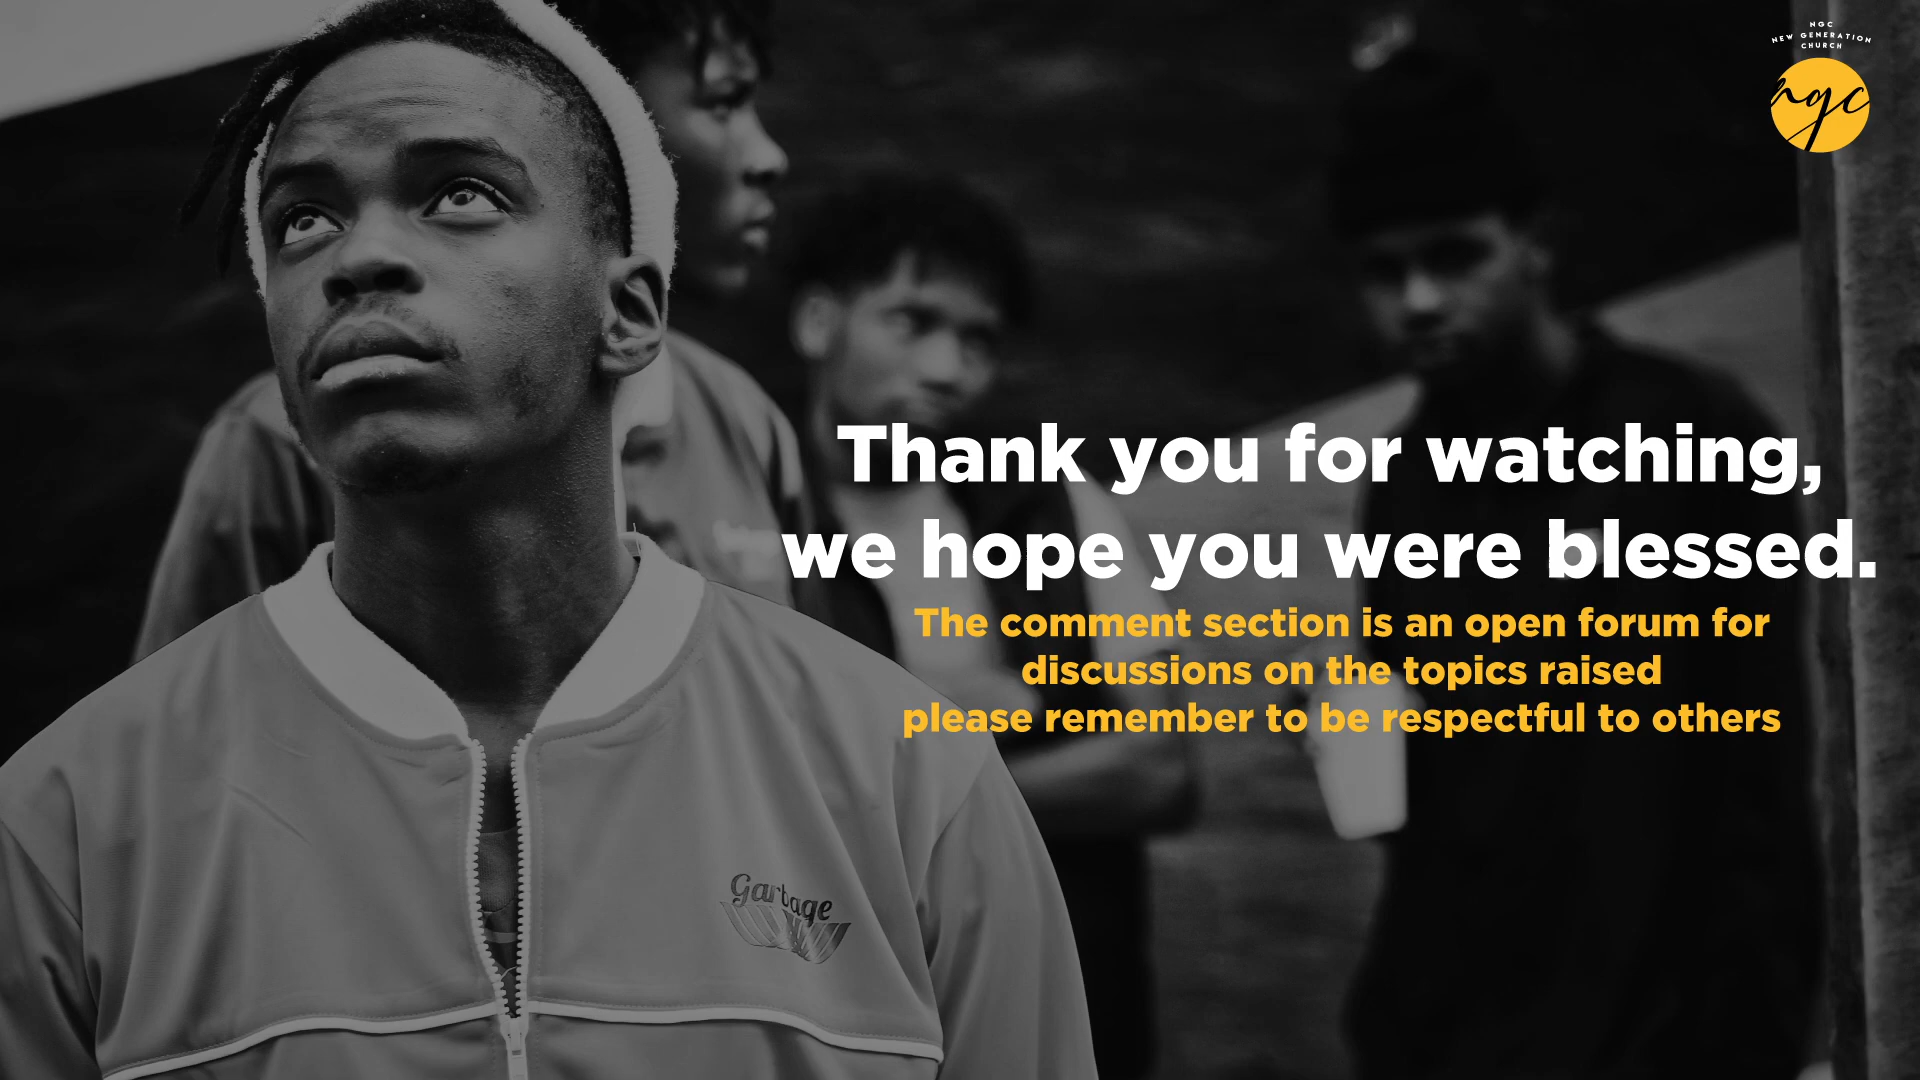 NGC
NEW GENERATION
CHURCH
ngc
Thank you for watching,
we hope you were blessed.
The comment section is an open forum for
discussions on the topics raised
please remember to be respectful to others
Garbage